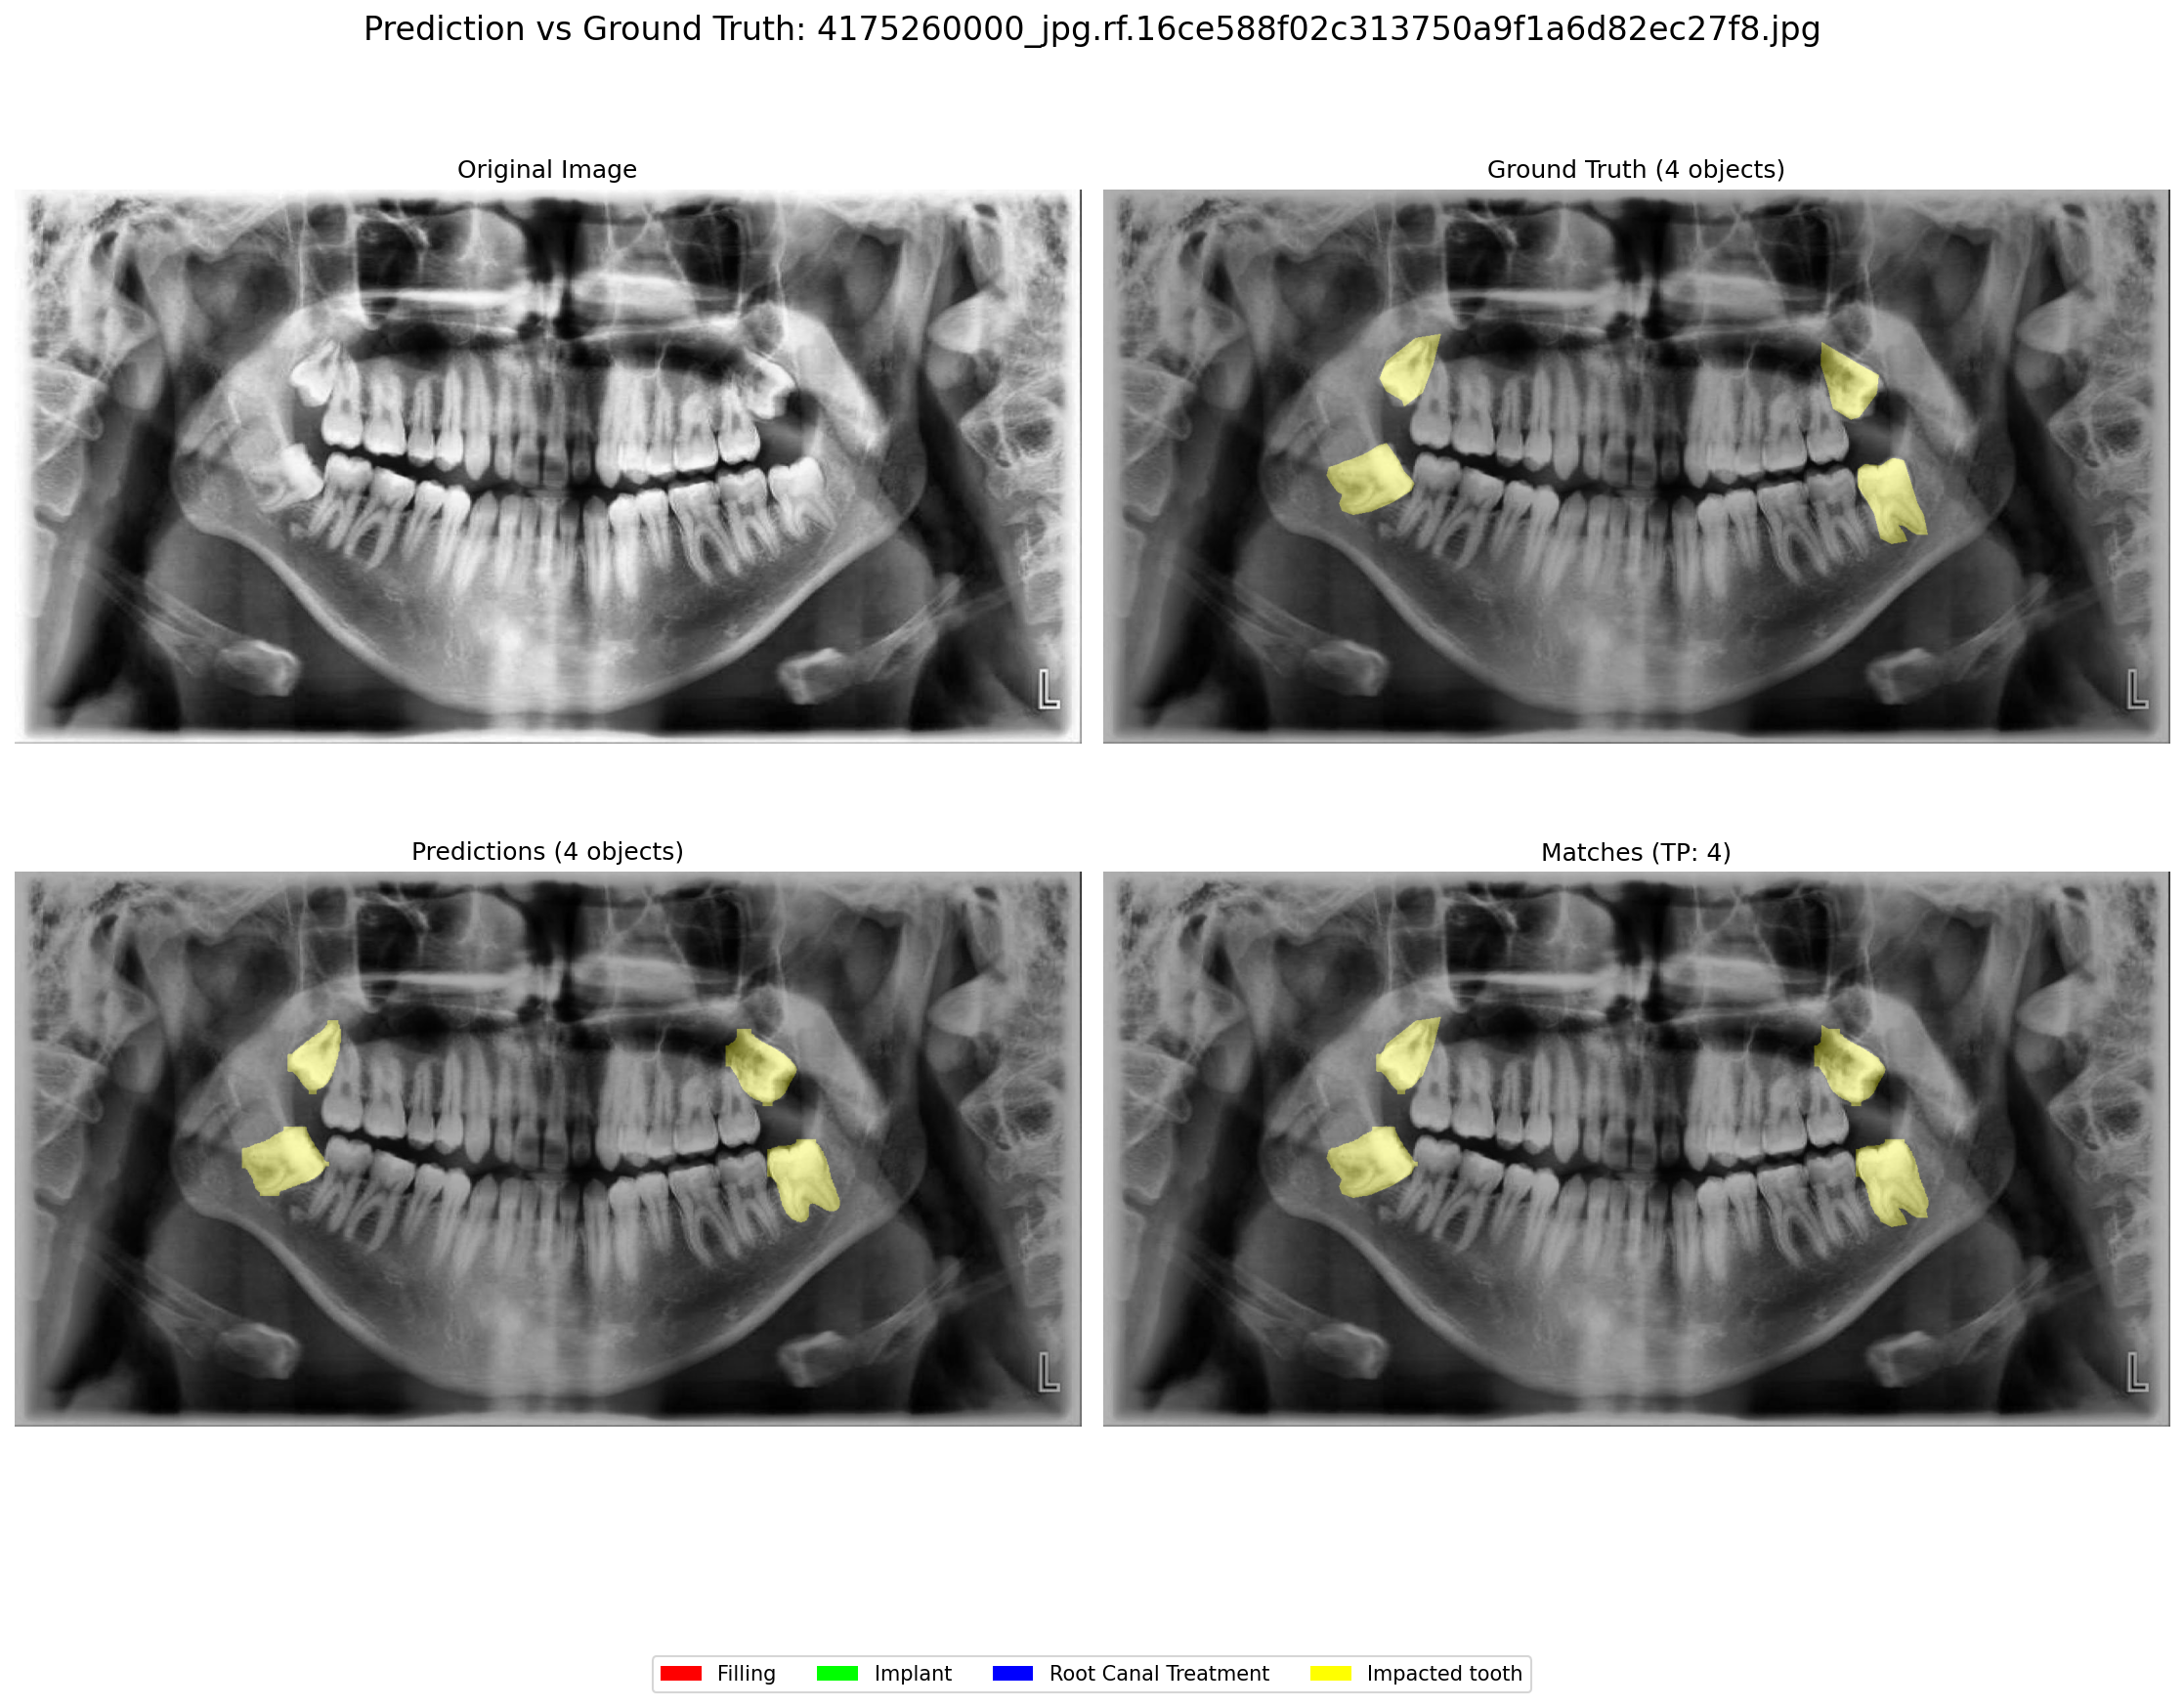 Prediction vs Ground Truth: 4175260000_jpg.rf.16ce588f02c313750a9f1a6d82ec27f8.jpg
Original Image
Ground Truth (4 objects)
L
L
Predictions (4 objects)
Matches (TP: 4)
L
L
Filling
Implant
Root Canal Treatment
Impacted tooth